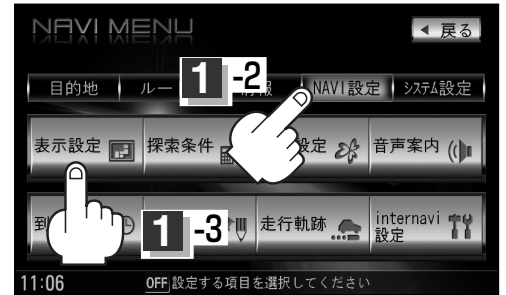 NAVI MENU
戻る
目的地 ルー 1-2 報 NAVI設定 システム設定
表示設定 探索条件 設定 音声案内
到 1-3 走行軌跡 internavi
設定
11:06 OFF 設定する項目を選択してください